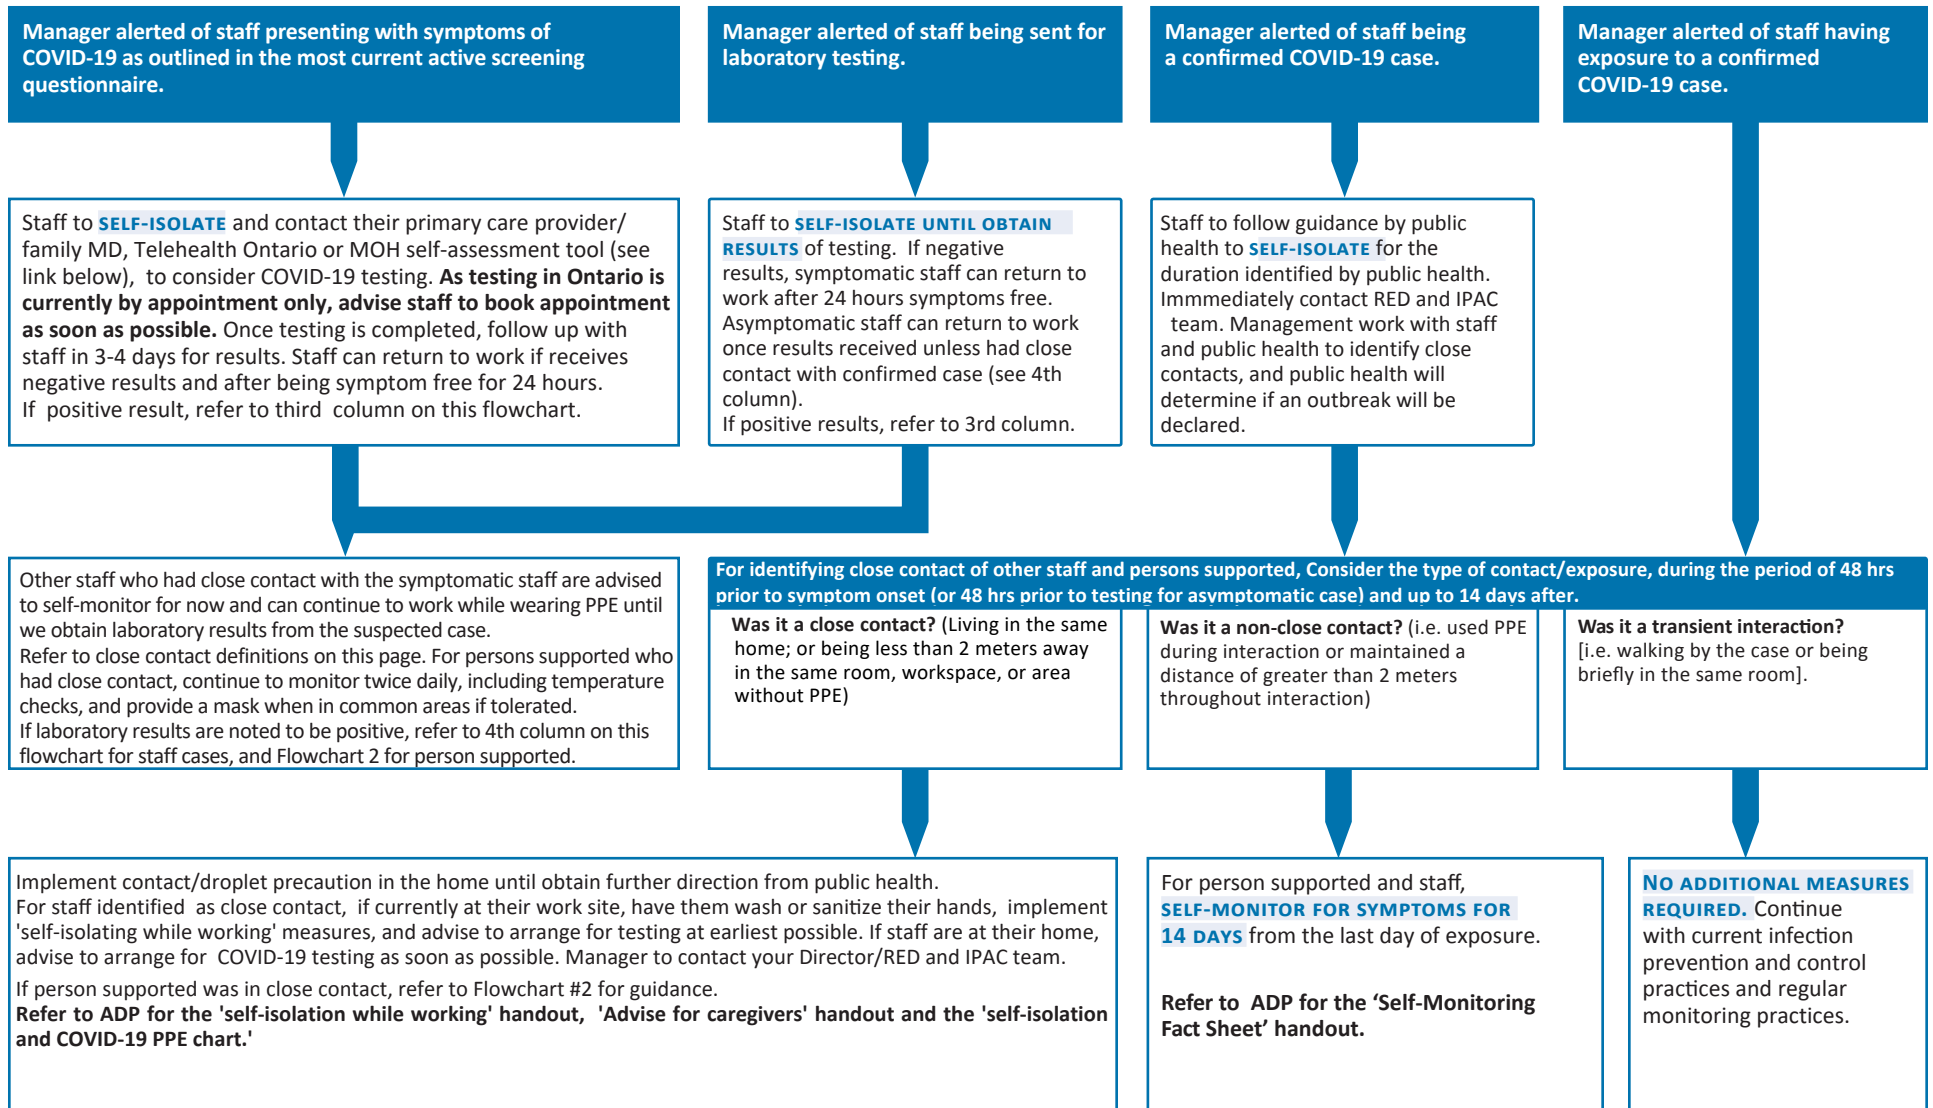 Manager alerted of staff presenting with symptoms of
COVID-19 as outlined in the most current active screening
questionnaire.
Manager alerted of staff being sent for
laboratory testing.
Manager alerted of staff being
a confirmed COVID-19 case.
Manager alerted of staff having
exposure to a confirmed
COVID-19 case.
Staff to SELF-ISOLATE and contact their primary care provider/
family MD, Telehealth Ontario or MOH self-assessment tool (see
link below), to consider COVID-19 testing. As testing in Ontario is
currently by appointment only, advise staff to book appointment
as soon as possible. Once testing is completed, follow up with
staff in 3-4 days for results. Staff can return to work if receives
negative results and after being symptom free for 24 hours.
If positive result, refer to third column on this flowchart.
Staff to SELF-ISOLATE UNTIL OBTAIN
RESULTS of testing. If negative
results, symptomatic staff can return to
work after 24 hours symptoms free.
Asymptomatic staff can return to work
once results received unless had close
contact with confirmed case (see 4th
column).
If positive results, refer to 3rd column.
Staff to follow guidance by public
health to SELF-ISOLATE for the
duration identified by public health.
Immmediately contact RED and IPAC
team. Management work with staff
and public health to identify close
contacts, and public health will
determine if an outbreak will be
declared.
Other staff who had close contact with the symptomatic staff are advised
to self-monitor for now and can continue to work while wearing PPE until
we obtain laboratory results from the suspected case.
Refer to close contact definitions on this page. For persons supported who
had close contact, continue to monitor twice daily, including temperature
checks, and provide a mask when in common areas if tolerated.
If laboratory results are noted to be positive, refer to 4th column on this
flowchart for staff cases, and Flowchart 2 for person supported.
For identifying close contact of other staff and persons supported, Consider the type of contact/exposure, during the period of 48 hrs
prior to symptom onset (or 48 hrs prior to testing for asymptomatic case) and up to 14 days after.
Was it a close contact? (Living in the same
home; or being less than 2 meters away
in the same room, workspace, or area
without PPE)
Was it a non-close contact? (i.e. used PPE
during interaction or maintained a
distance of greater than 2 meters
throughout interaction)
Was it a transient interaction?
[i.e. walking by the case or being
briefly in the same room].
Implement contact/droplet precaution in the home until obtain further direction from public health.
For staff identified as close contact, if currently at their work site, have them wash or sanitize their hands, implement
'self-isolating while working' measures, and advise to arrange for testing at earliest possible. If staff are at their home,
advise to arrange for COVID-19 testing as soon as possible. Manager to contact your Director/RED and IPAC team.
If person supported was in close contact, refer to Flowchart #2 for guidance.
Refer to ADP for the 'self-isolation while working' handout, 'Advise for caregivers' handout and the 'self-isolation
and COVID-19 PPE chart.'
For person supported and staff,
SELF-MONITOR FOR SYMPTOMS FOR
14 DAYS from the last day of exposure.
Refer to ADP for the ‘Self-Monitoring
Fact Sheet’ handout.
NO ADDITIONAL MEASURES
REQUIRED. Continue
with current infection
prevention and control
practices and regular
monitoring practices.